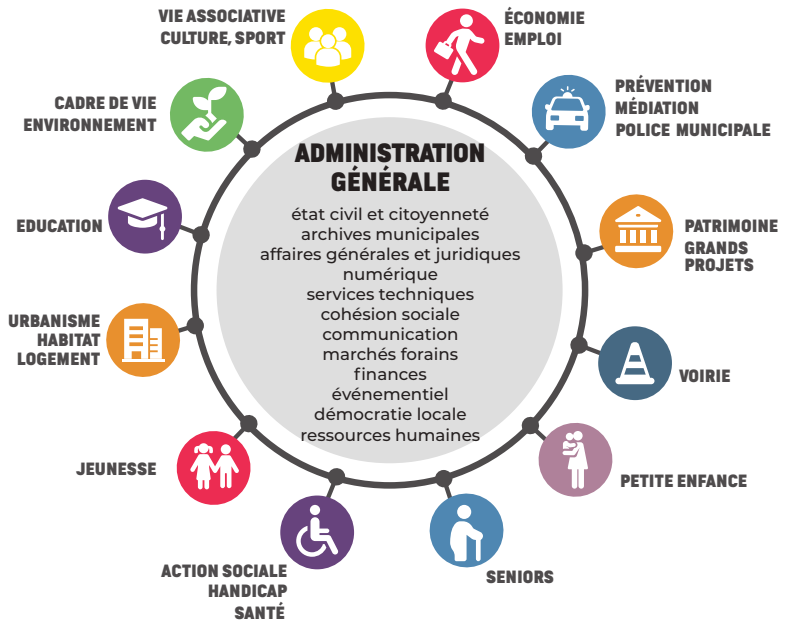 VIE ASSOCIATIVE
CULTURE, SPORT
ÉCONOMIE
EMPLOI
PRÉVENTION
MÉDIATION
POLICE MUNICIPALE
CADRE DE VIE
ENVIRONNEMENT
EDUCATION
PATRIMOINE
GRANDS
PROJETS
URBANISME
HABITAT
LOGEMENT
VOIRIE
JEUNESSE
PETITE ENFANCE
ACTION SOCIALE
HANDICAP
SANTÉ
SENIORS
ADMINISTRATION
GÉNÉRALE
état civil et citoyenneté
archives municipales
affaires générales et juridiques
numérique
services techniques
cohésion sociale
communication
marchés forains
finances
événementiel
démocratie locale
ressources humaines